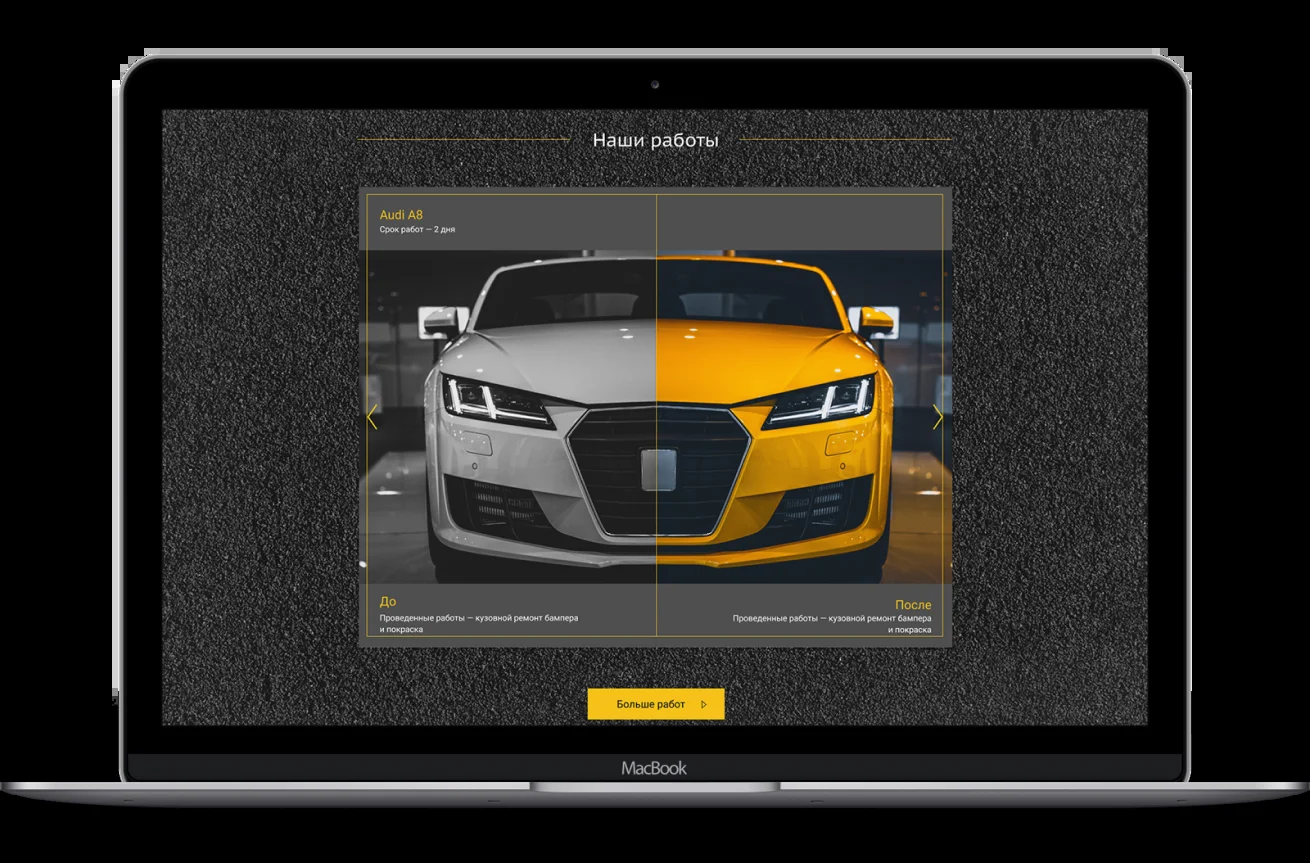 Наши работы
Audi A8
Срок работ — 2 дня
До
Проведенные работы — кузовной ремонт бампера
и покраска
После
Проведенные работы — кузовной ремонт бампера
и покраска
Больше работ
MacBook